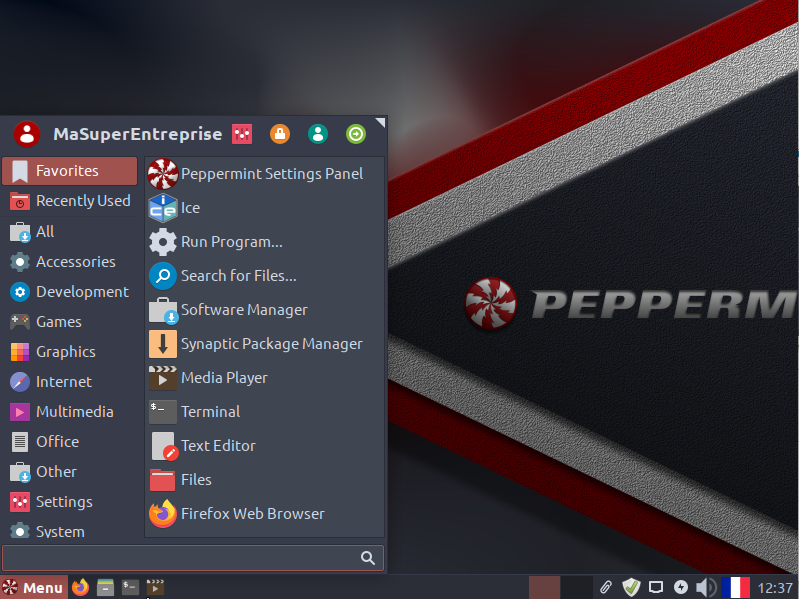 MaSuperEntreprise
Favorites
Recently Used
All
Accessories
Development
Games
Graphics
Internet
Multimedia
Office
Other
Settings
System
Peppermint Settings Panel
Ice
Run Program...
Search for Files...
Software Manager
Synaptic Package Manager
Media Player
Terminal
Text Editor
Files
Firefox Web Browser
PEPPERM
Menu
12:37